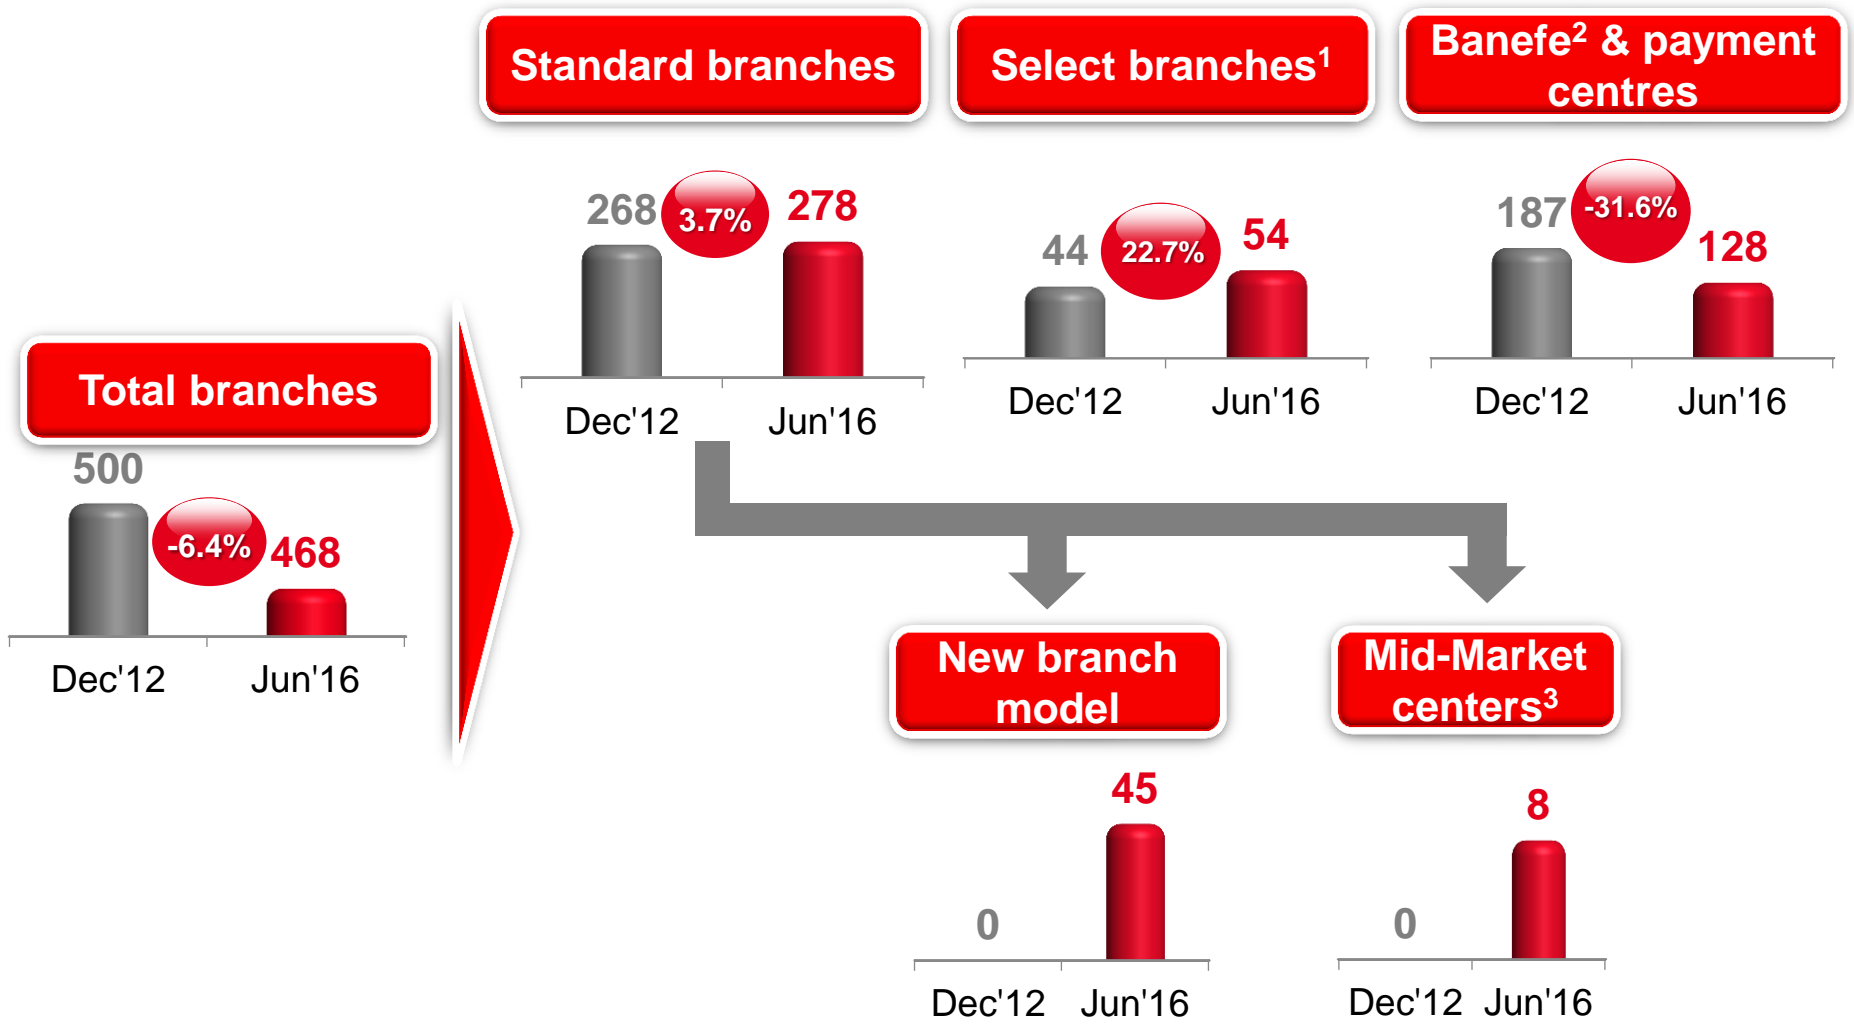 Standard branches
Select branches¹
Banefe² & payment
centres
268
3.7%
278
Dec'12
Jun'16
44
22.7%
54
Dec'12
Jun'16
187
-31.6%
128
Dec'12
Jun'16
Total branches
500
-6.4%
468
Dec'12
Jun'16
New branch
model
45
0
Dec'12
Jun'16
Mid-Market
centers³
8
0
Dec'12
Jun'16